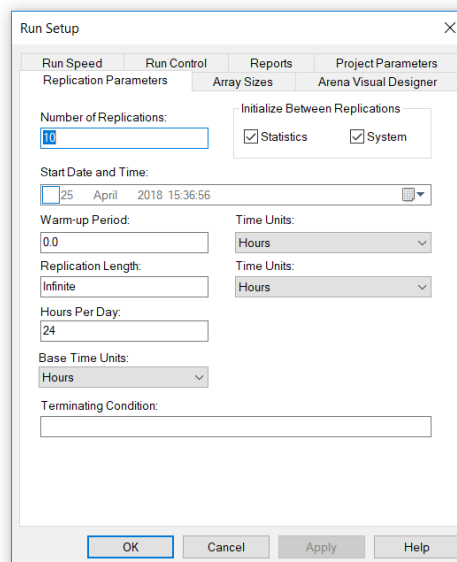 Run Setup
Run Speed Run Control Reports Project Parameters
Replication Parameters Array Sizes Arena Visual Designer
Number of Replications:
10
Initialize Between Replications
Statistics System
Start Date and Time:
25 April 2018 15:36:56
Warm-up Period: Time Units:
0.0 Hours
Replication Length: Time Units:
Infinite Hours
Hours Per Day:
24
Base Time Units:
Hours
Terminating Condition:
OK Cancel Apply Help